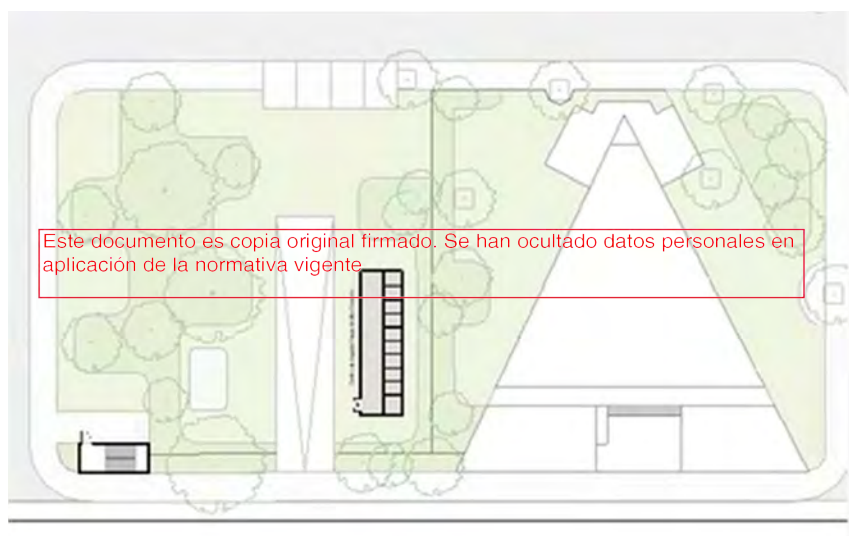 Este documento es copia original firmado. Se han ocultado datos personales en
aplicación de la normativa vigente